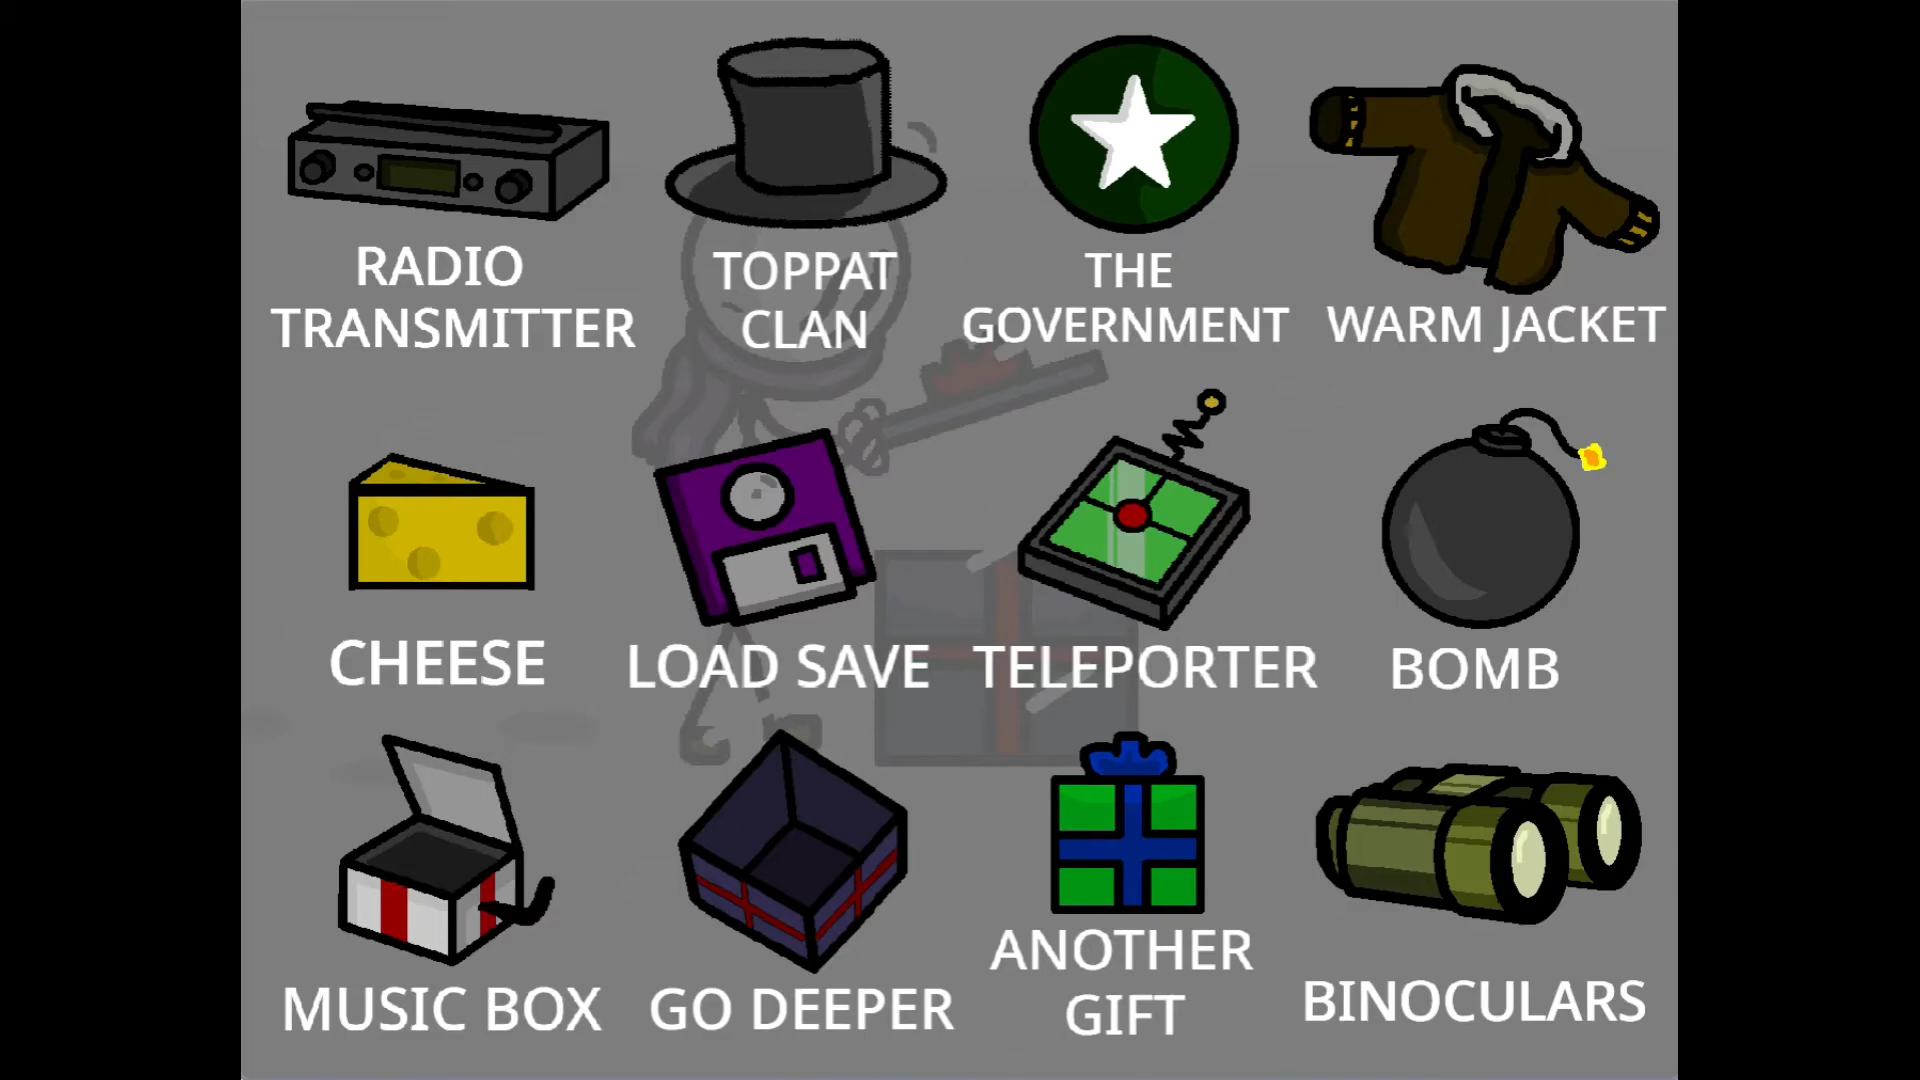 RADIO
TRANSMITTER
TOPPAT
CLAN
THE
GOVERNMENT
WARM JACKET
CHEESE
LOAD SAVE
TELEPORTER
BOMB
MUSIC BOX
GO DEEPER
ANOTHER
GIFT
BINOCULARS